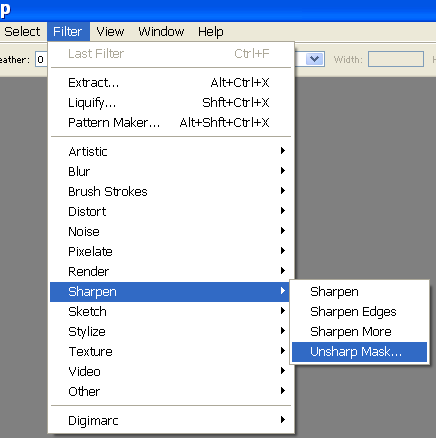 p
Select Filter View Window Help
eather: 0 Width: H
Last Filter Ctrl+F
Extract... Alt+Ctrl+X
Liquify... Shft+Ctrl+X
Pattern Maker... Alt+Shft+Ctrl+X
Artistic
Blur
Brush Strokes
Distort
Noise
Pixelate
Render
Sharpen
Sketch
Stylize
Texture
Video
Other
Digimarc
Sharpen
Sharpen Edges
Sharpen More
Unsharp Mask...